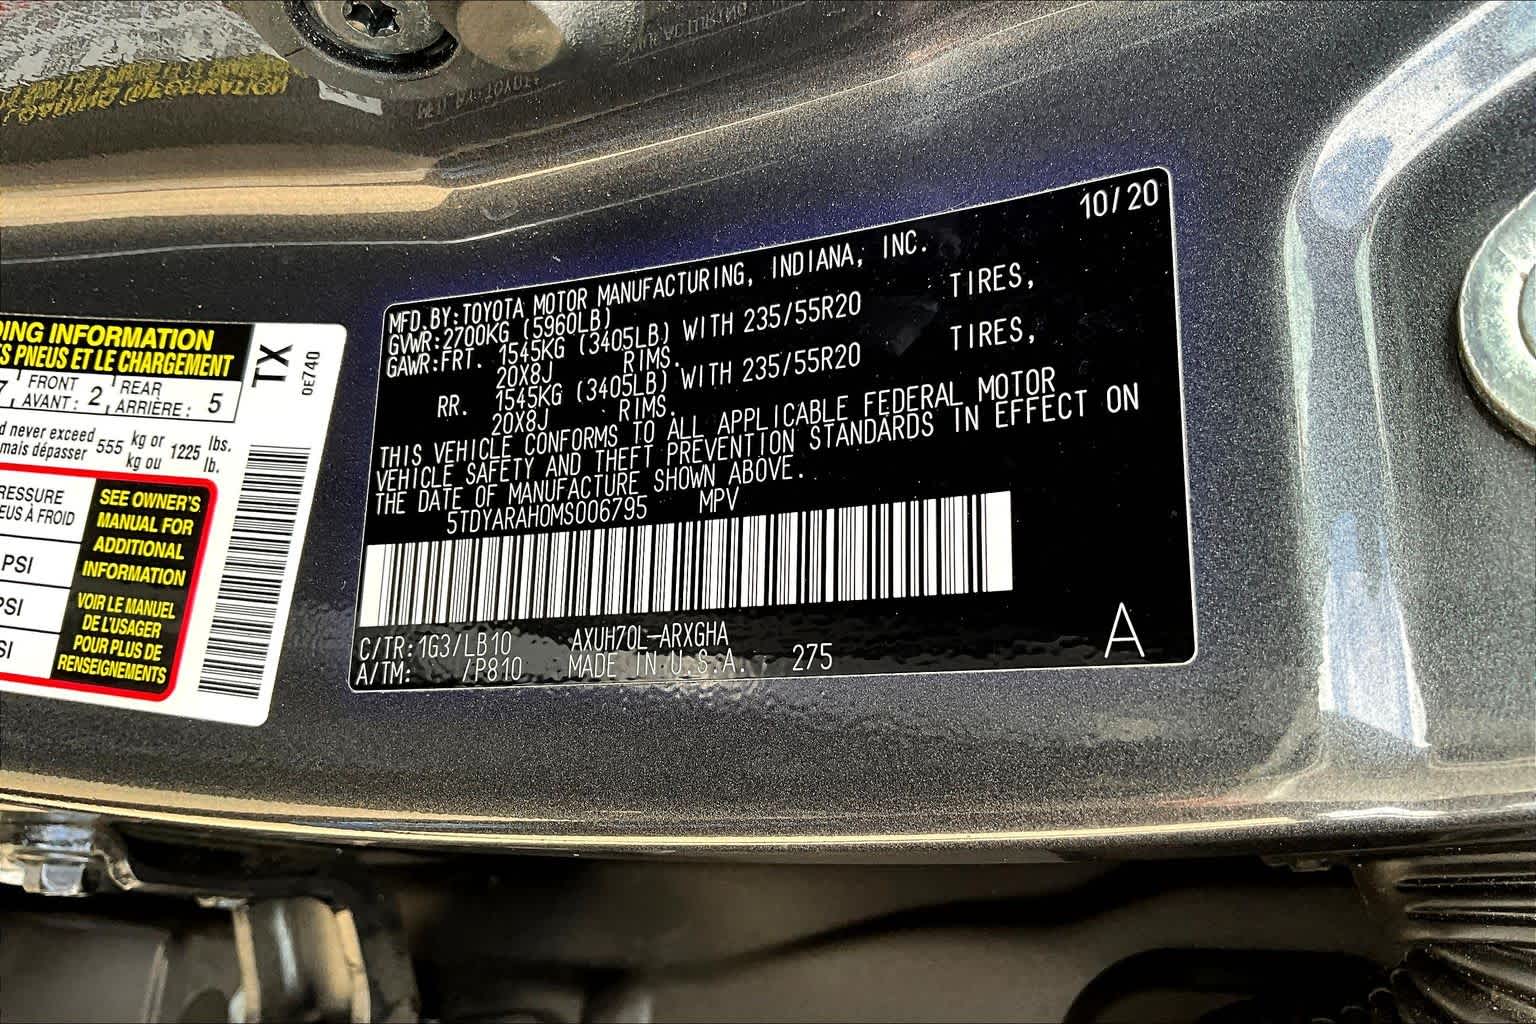 DING INFORMATION
S PNEUS ET LE CHARGEMENT
7, FRONT AVANT : 2, REAR ARRIÈRE : 5
d never exceed
mais dépasser 555 kg or kg ou 1225 lbs. lb.
RESSURE
EUS À FROID
PSI
PSI
SI
SEE OWNER'S
MANUAL FOR
ADDITIONAL
INFORMATION
VOIR LE MANUEL
DE L'USAGER
POUR PLUS DE
RENSEIGNEMENTS
TX
0E740
10/20
MFD.BY:TOYOTA MOTOR MANUFACTURING, INDIANA, INC.
GVWR:2700KG (5960LB)
GAWR:FRT. 1545KG (3405LB) WITH 235/55R20 TIRES,
20X8J RIMS.
RR. 1545KG (3405LB) WITH 235/55R20 TIRES,
20X8J RIMS.
THIS VEHICLE CONFORMS TO ALL APPLICABLE FEDERAL MOTOR
VEHICLE SAFETY AND THEFT PREVENTION STANDARDS IN EFFECT ON
THE DATE OF MANUFACTURE SHOWN ABOVE.
5TDYARAH0MS006795 MPV
C/TR:1G3/LB10 AXUH70L-ARXGHA
A/TM: /P810 MADE IN U.S.A. 275
A